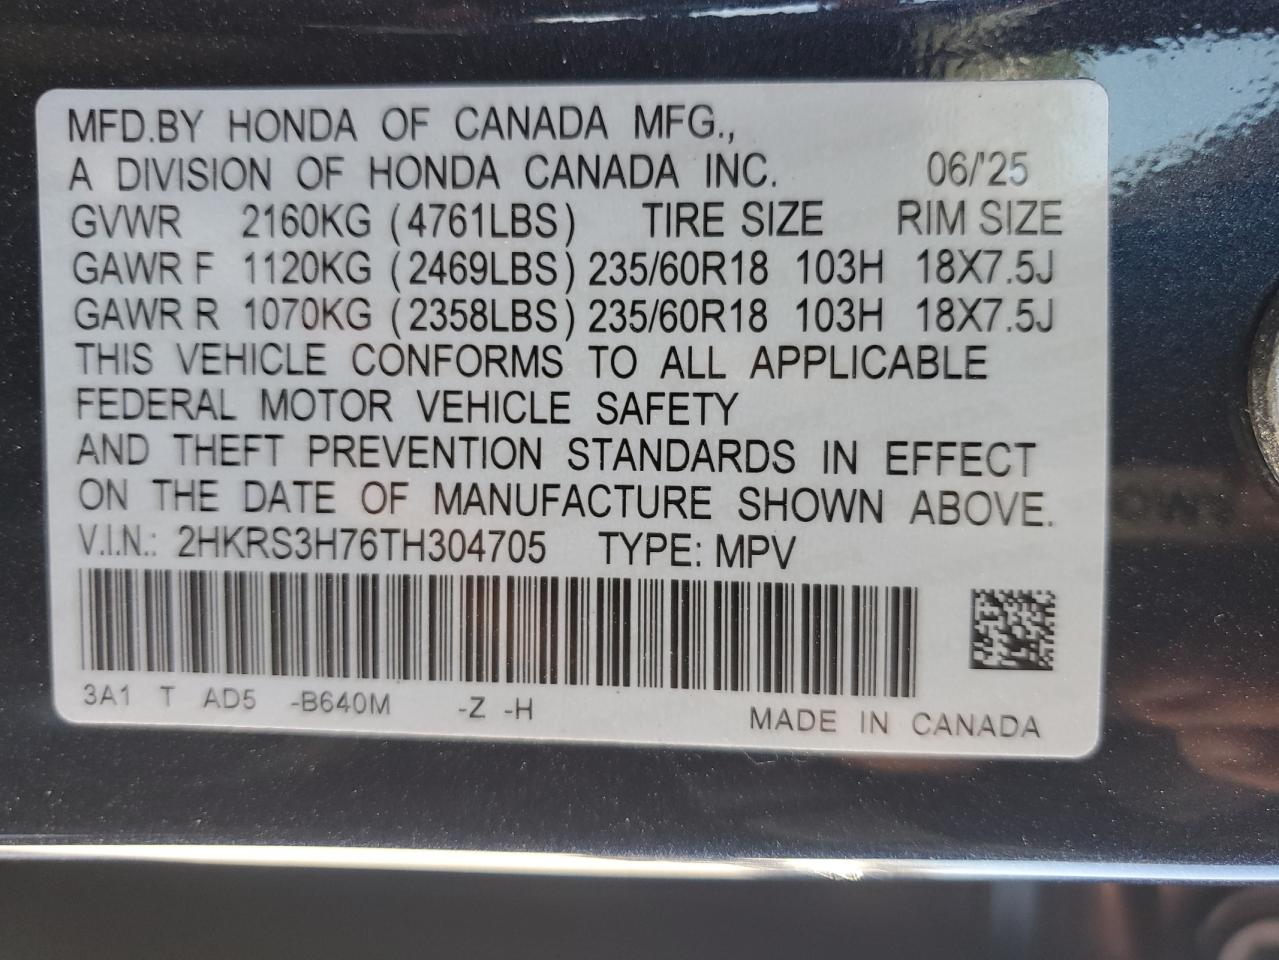 MFD.BY HONDA OF CANADA MFG.,
A DIVISION OF HONDA CANADA INC. 06/'25
GVWR 2160KG (4761LBS) TIRE SIZE RIM SIZE
GAWR F 1120KG (2469LBS) 235/60R18 103H 18X7.5J
GAWR R 1070KG (2358LBS) 235/60R18 103H 18X7.5J
THIS VEHICLE CONFORMS TO ALL APPLICABLE
FEDERAL MOTOR VEHICLE SAFETY
AND THEFT PREVENTION STANDARDS IN EFFECT
ON THE DATE OF MANUFACTURE SHOWN ABOVE.
V.I.N.: 2HKRS3H76TH304705 TYPE: MPV
3A1 T AD5 -B640M -Z -H
MADE IN CANADA